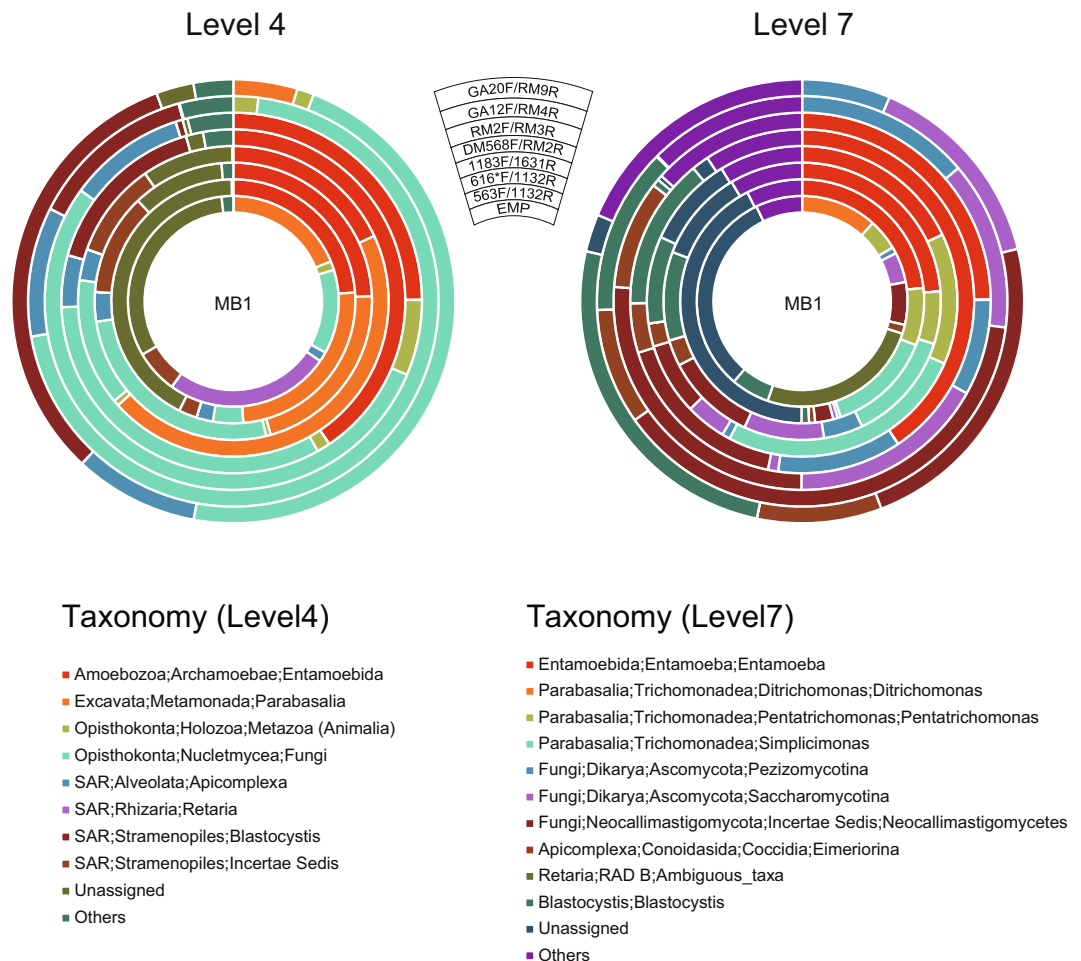 Level 4
Level 7
GA20F/RM9R
GA12F/RM4R
RM2F/RM3R
DM568F/RM2R
1183F/1631R
616*F/1132R
563F/1132R
EMP
MB1
MB1
Taxonomy (Level4)
Amoebozoa;Archamoebae;Entamoebida
Excavata;Metamonada;Parabasalia
Opisthokonta;Holozoa;Metazoa (Animalia)
Opisthokonta;Nucletmycea;Fungi
SAR;Alveolata;Apicomplexa
SAR;Rhizaria;Retaria
SAR;Stramenopiles;Blastocystis
SAR;Stramenopiles;Incertae Sedis
Unassigned
Others
Taxonomy (Level7)
Entamoebida;Entamoeba;Entamoeba
Parabasalia;Trichomonadea;Ditrichomonas;Ditrichomonas
Parabasalia;Trichomonadea;Pentatrichomonas;Pentatrichomonas
Parabasalia;Trichomonadea;Simplicimonas
Fungi;Dikarya;Ascomycota;Pezizomycotina
Fungi;Dikarya;Ascomycota;Saccharomycotina
Fungi;Neocallimastigomycota;Incertae Sedis;Neocallimastigomycetes
Apicomplexa;Conoidasida;Coccidia;Eimeriorina
Retaria;RAD B;Ambiguous_taxa
Blastocystis;Blastocystis
Unassigned
Others